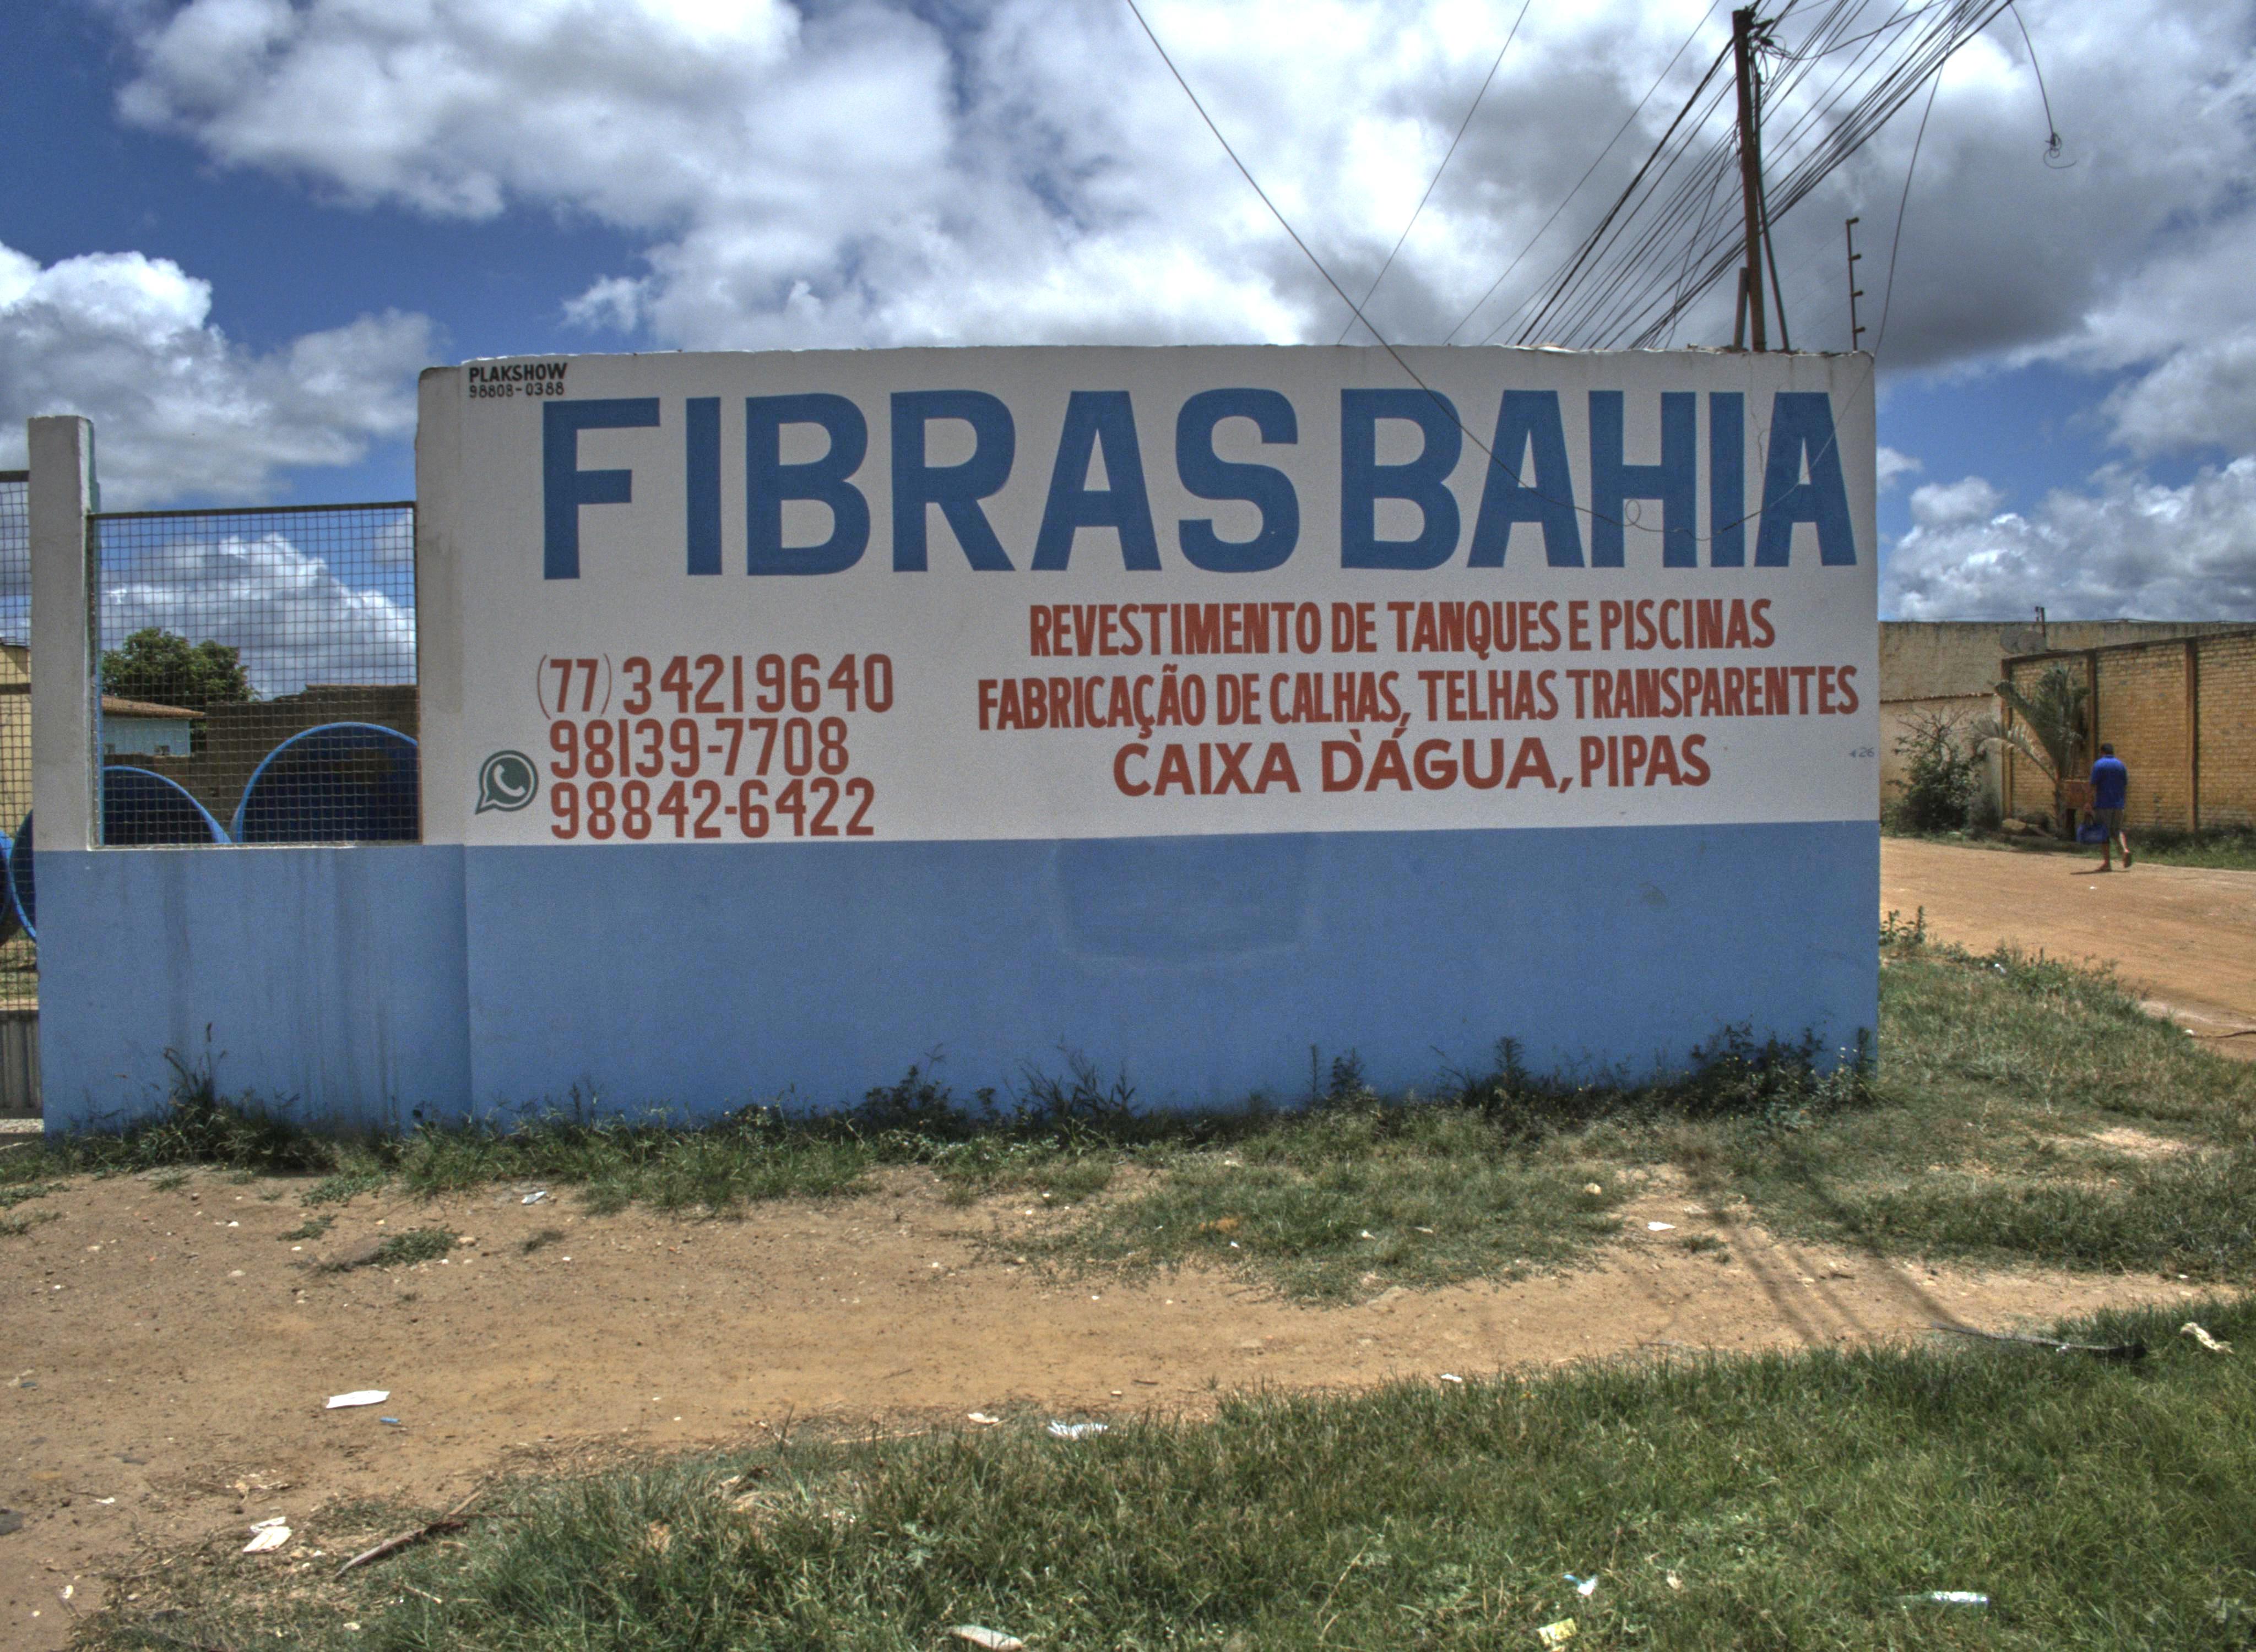 PLAKSHOW
98808-0388
FIBRAS BAHIA
(77) 3421 9640
98139-7708
98842-6422
REVESTIMENTO DE TANQUES E PISCINAS
FABRICAÇÃO DE CALHAS, TELHAS TRANSPARENTES
CAIXA D`ÁGUA, PIPAS